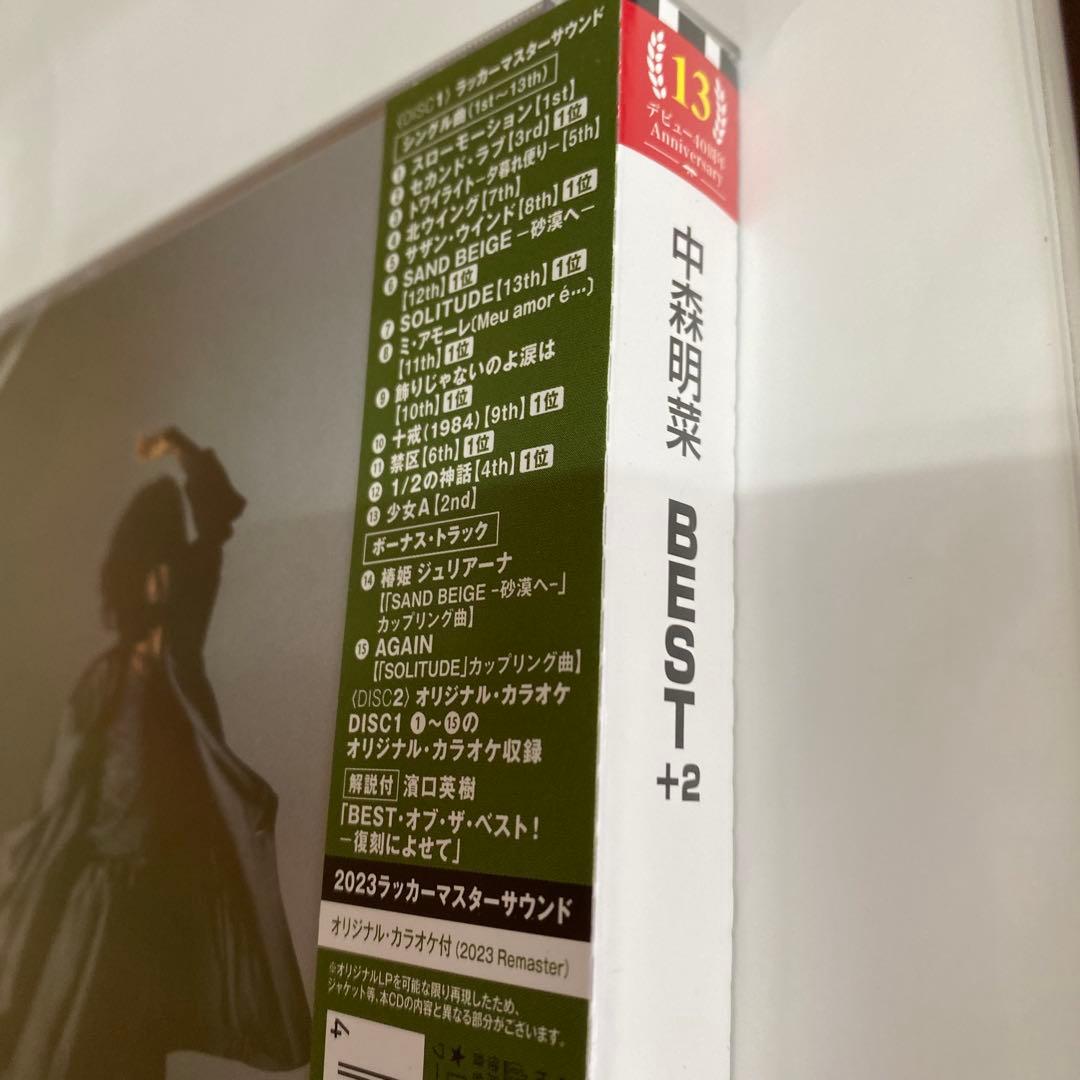 〈DISC1〉ラッカーマスターサウンド
シングル曲(1st～13th)
❶ スローモーション【1st】
❷ セカンド・ラブ【3rd】1位
❸ トワイライト－夕暮れ便り－【5th】
❹ 北ウイング【7th】
❺ サザン・ウインド【8th】1位
❻ SAND BEIGE －砂漠へ－
【12th】1位
❼ SOLITUDE【13th】1位
❽ ミ・アモーレ(Meu amor é…)
【11th】1位
❾ 飾りじゃないのよ涙は
【10th】1位
❿ 十戒(1984)【9th】1位
⓫ 禁区【6th】1位
⓬ 1/2の神話【4th】1位
⓭ 少女A【2nd】
ボーナス・トラック
⓮ 椿姫 ジュリアーナ
【「SAND BEIGE －砂漠へ－」
カップリング曲】
⓯ AGAIN
【「SOLITUDE」カップリング曲】
〈DISC2〉オリジナル・カラオケ
DISC1 ❶～⓯の
オリジナル・カラオケ収録
解説付 濱口英樹
「BEST・オブ・ザ・ベスト!
－復刻によせて」
2023ラッカーマスターサウンド
オリジナル・カラオケ付 (2023 Remaster)
※オリジナルLPを可能な限り再現したため、
ジャケット等、本CDの内容と異なる部分がございます。
4
13
デビュー40周年
Anniversary
中森明菜 BEST +2